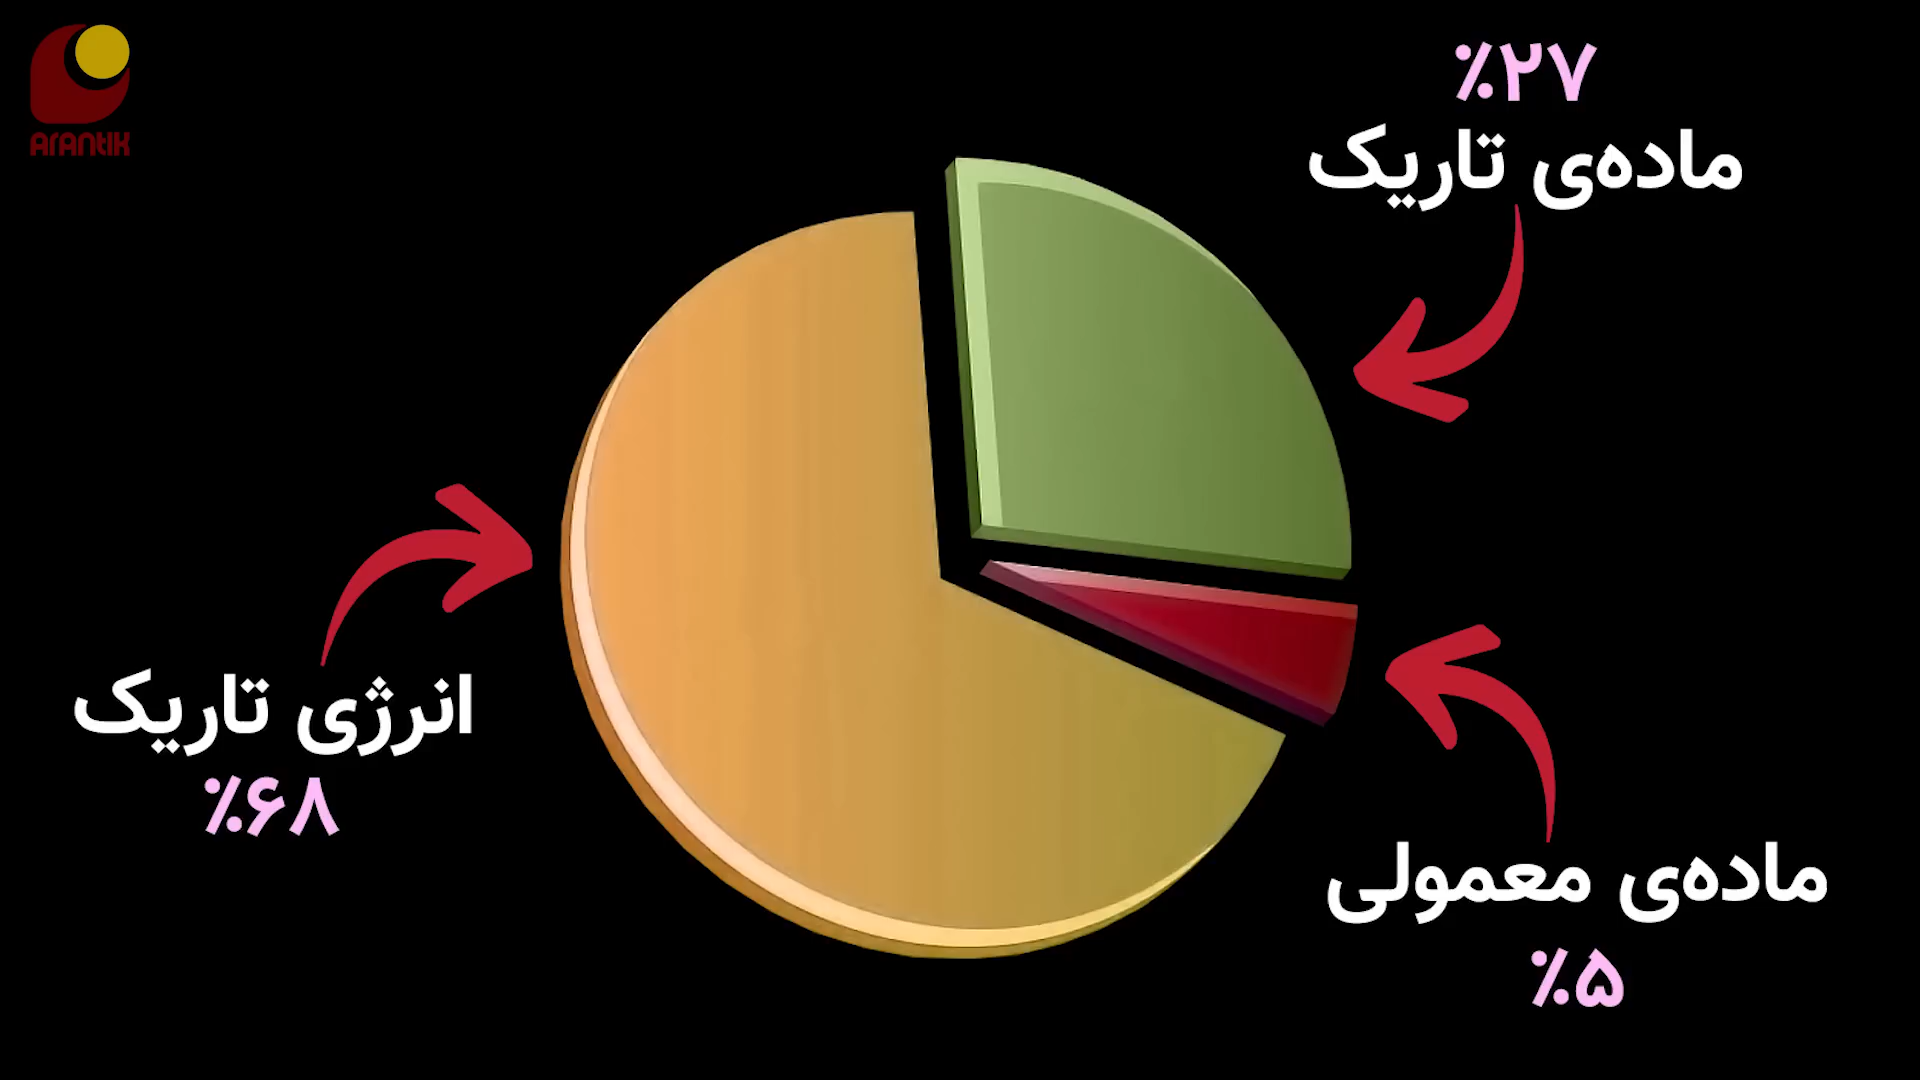 ARANTIK
٪۲۷
ماده‌ی تاریک
انرژی تاریک
٪۶۸
ماده‌ی معمولی
٪۵